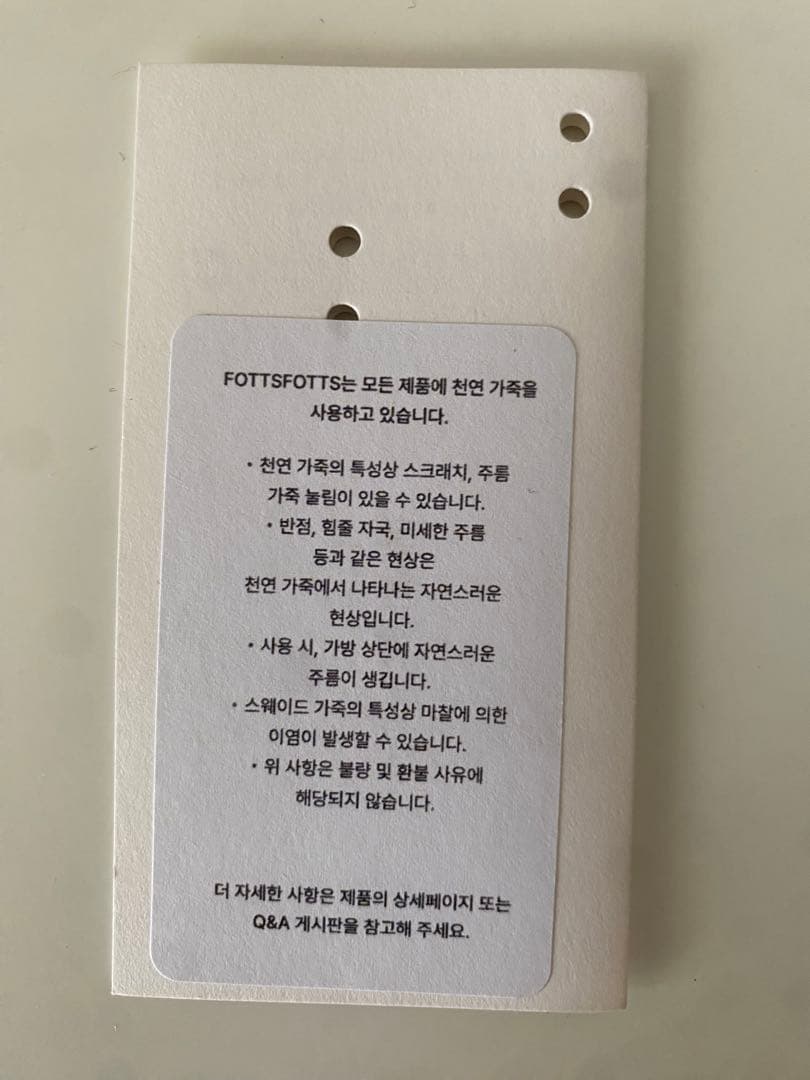 FOTTSFOTTS는 모든 제품에 천연 가죽을
사용하고 있습니다.
• 천연 가죽의 특성상 스크래치, 주름
가죽 눌림이 있을 수 있습니다.
• 반점, 힘줄 자국, 미세한 주름
등과 같은 현상은
천연 가죽에서 나타나는 자연스러운
현상입니다.
• 사용 시, 가방 상단에 자연스러운
주름이 생깁니다.
• 스웨이드 가죽의 특성상 마찰에 의한
이염이 발생할 수 있습니다.
• 위 사항은 불량 및 환불 사유에
해당되지 않습니다.
더 자세한 사항은 제품의 상세페이지 또는
Q&A 게시판을 참고해 주세요.